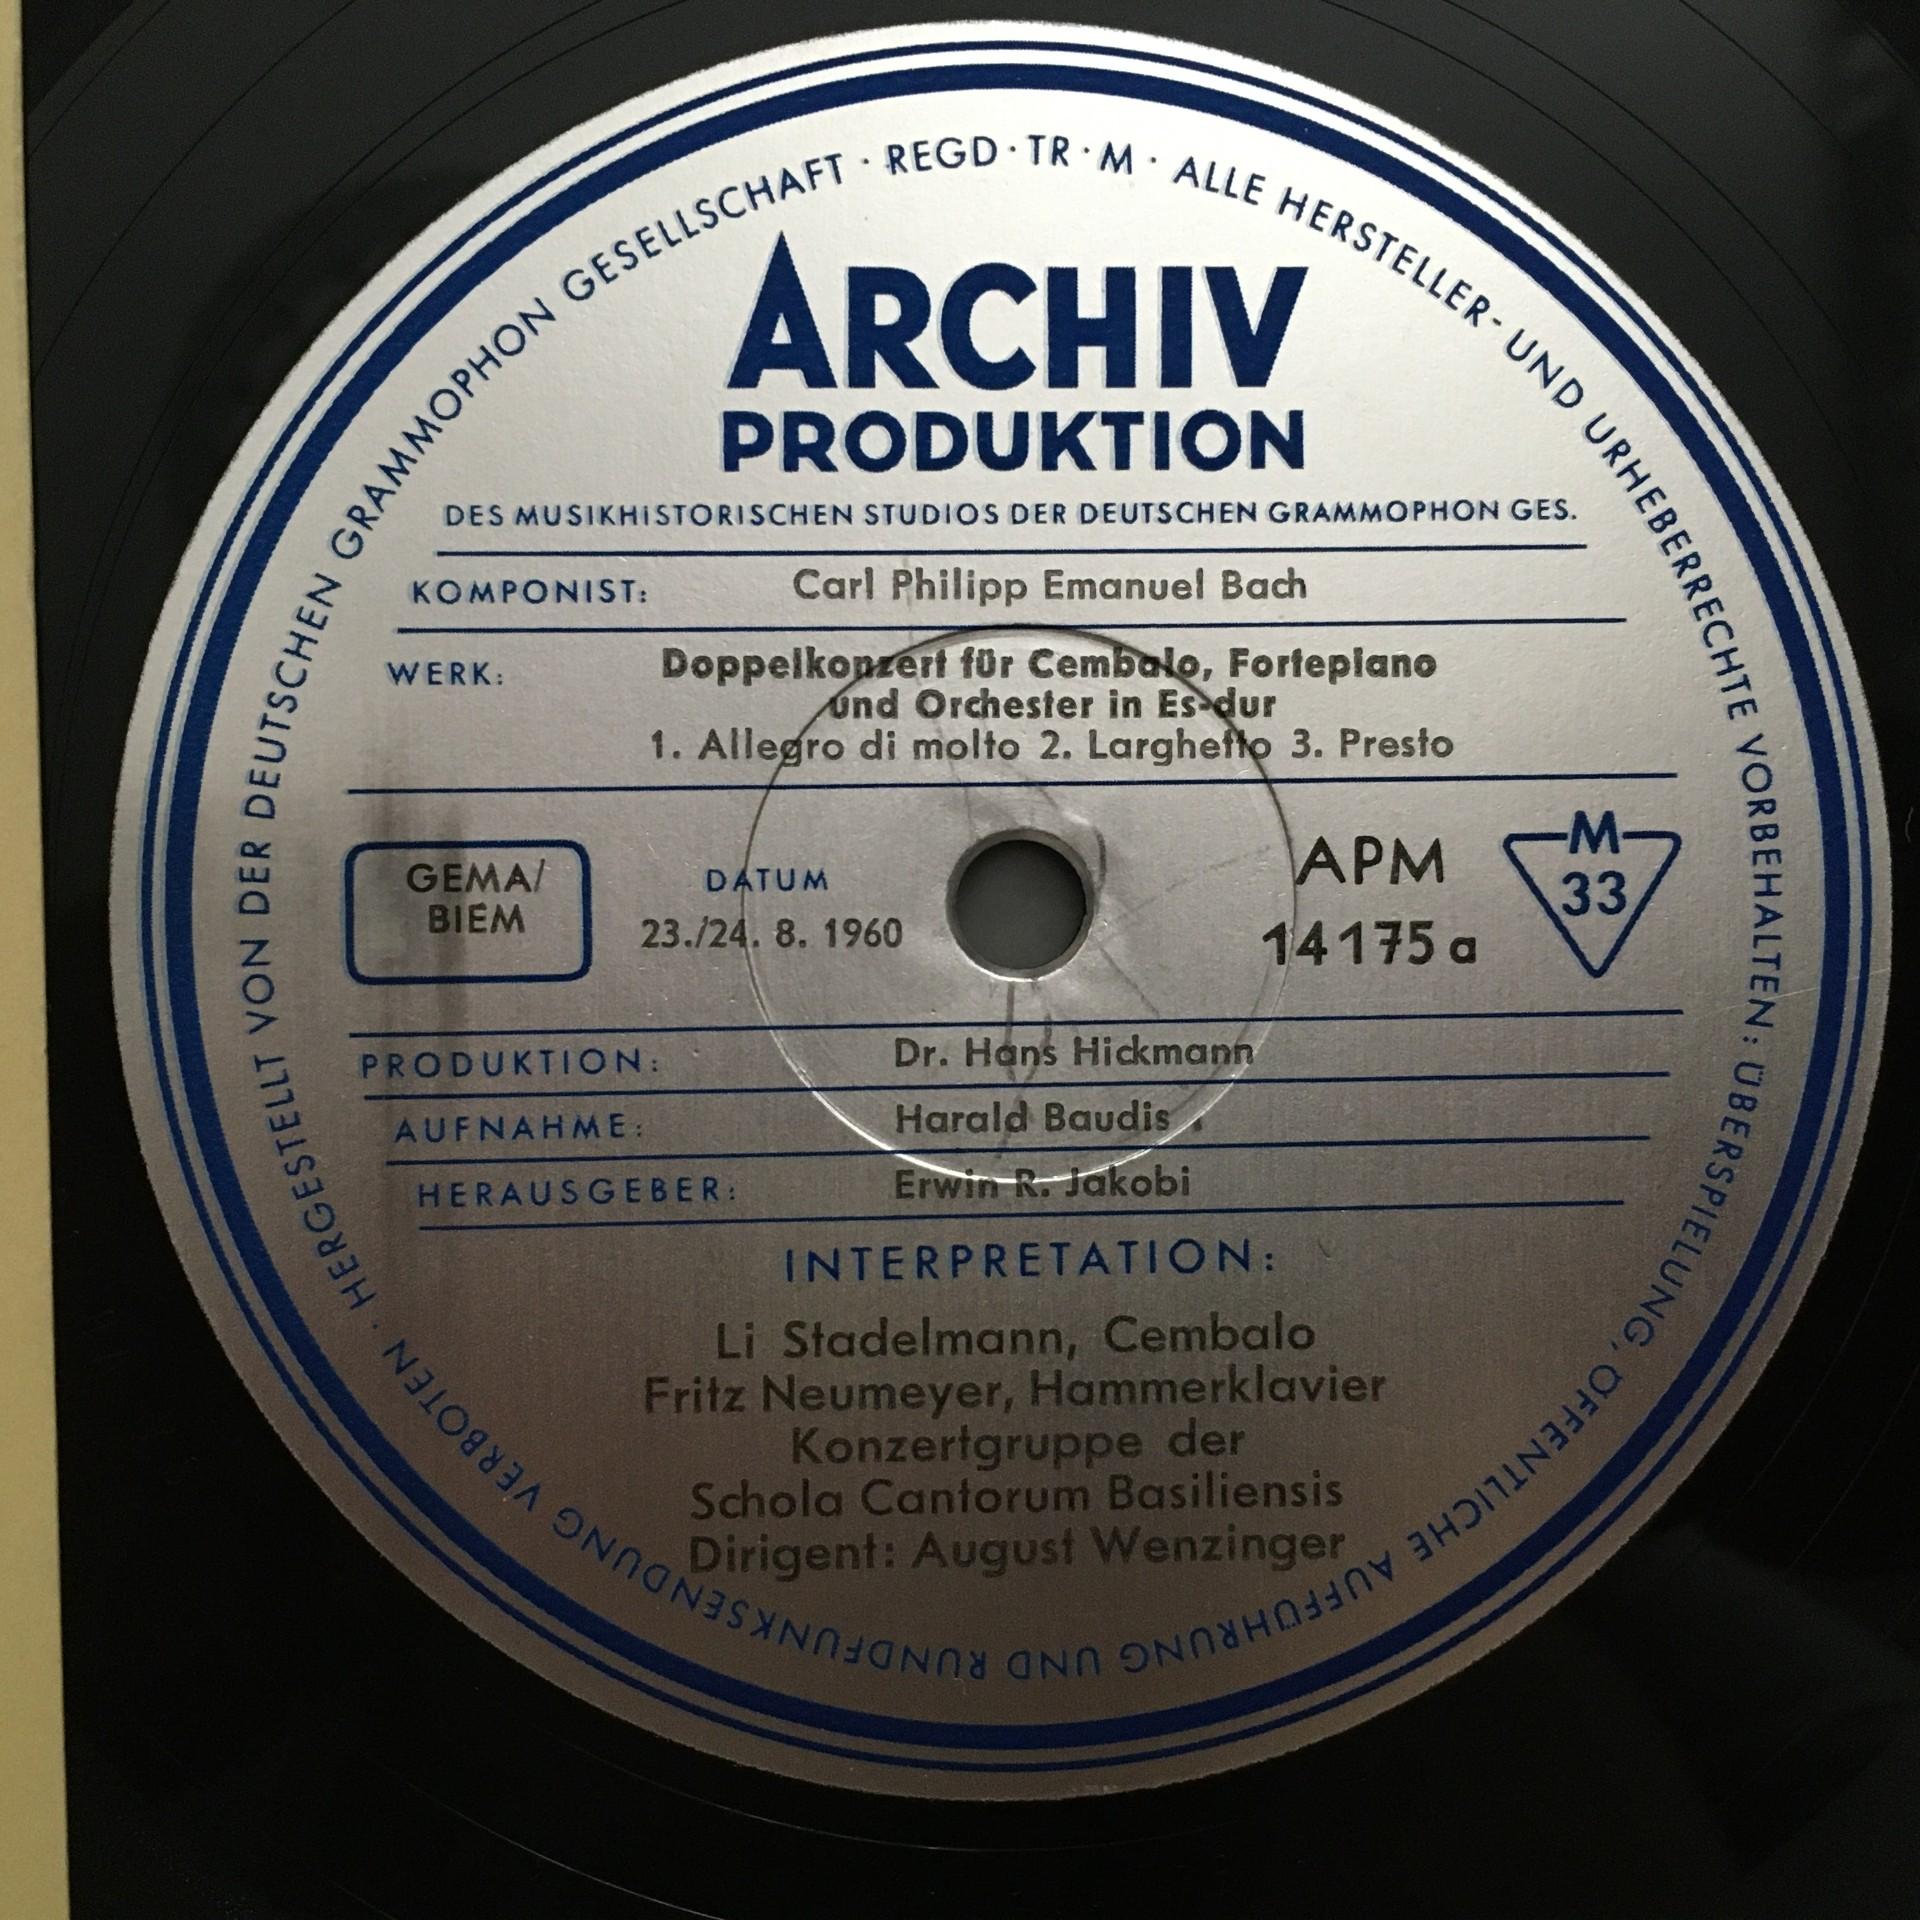 HERGESTELLT VON DER DEUTSCHEN GRAMMOPHON GESELLSCHAFT · REGD · TR · M · ALLE HERSTELLER- UND URHEBERRECHTE VORBEHALTEN: ÜBERSPIELUNG, ÖFFENTLICHE AUFFÜHRUNG UND RUNDFUNKSENDUNG VERBOTEN ·
ARCHIV
PRODUKTION
DES MUSIKHISTORISCHEN STUDIOS DER DEUTSCHEN GRAMMOPHON GES.
KOMPONIST: Carl Philipp Emanuel Bach
WERK: Doppelkonzert für Cembalo, Fortepiano
und Orchester in Es-dur
1. Allegro di molto 2. Larghetto 3. Presto
GEMA/
BIEM
DATUM
23./24. 8. 1960
APM
14175 a
M
33
PRODUKTION: Dr. Hans Hickmann
AUFNAHME: Harald Baudis
HERAUSGEBER: Erwin R. Jakobi
INTERPRETATION:
Li Stadelmann, Cembalo
Fritz Neumeyer, Hammerklavier
Konzertgruppe der
Schola Cantorum Basiliensis
Dirigent: August Wenzinger